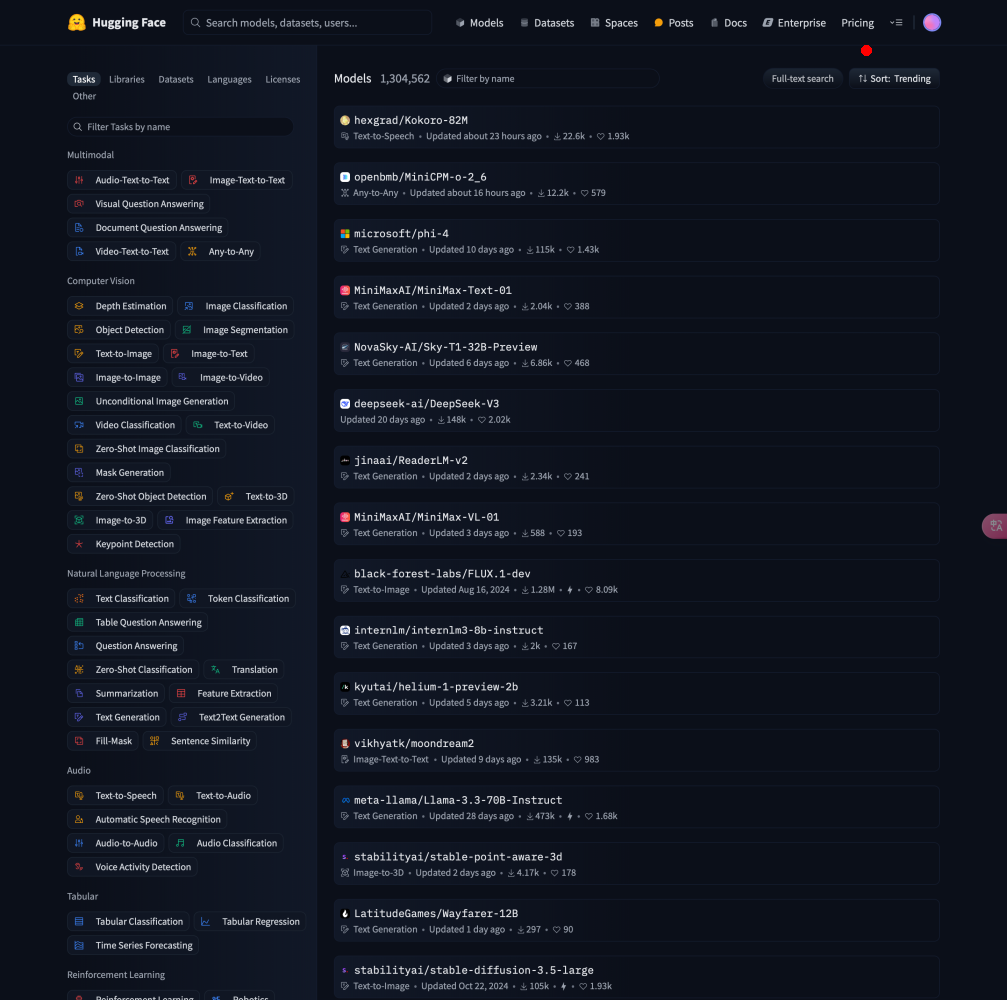 Hugging Face Search models, datasets, users... Models Datasets Spaces Posts Docs Enterprise Pricing
Tasks Libraries Datasets Languages Licenses
Other
Filter Tasks by name
Multimodal
Audio-Text-to-Text Image-Text-to-Text
Visual Question Answering
Document Question Answering
Video-Text-to-Text Any-to-Any
Computer Vision
Depth Estimation Image Classification
Object Detection Image Segmentation
Text-to-Image Image-to-Text
Image-to-Image Image-to-Video
Unconditional Image Generation
Video Classification Text-to-Video
Zero-Shot Image Classification
Mask Generation
Zero-Shot Object Detection Text-to-3D
Image-to-3D Image Feature Extraction
Keypoint Detection
Natural Language Processing
Text Classification Token Classification
Table Question Answering
Question Answering
Zero-Shot Classification Translation
Summarization Feature Extraction
Text Generation Text2Text Generation
Fill-Mask Sentence Similarity
Audio
Text-to-Speech Text-to-Audio
Automatic Speech Recognition
Audio-to-Audio Audio Classification
Voice Activity Detection
Tabular
Tabular Classification Tabular Regression
Time Series Forecasting
Reinforcement Learning
Reinforcement Learning Robotics
Models 1,304,562 Filter by name Full-text search Sort: Trending
hexgrad/Kokoro-82M
Text-to-Speech • Updated about 23 hours ago • 22.6k • 1.93k
openbmb/MiniCPM-o-2_6
Any-to-Any • Updated about 16 hours ago • 12.2k • 579
microsoft/phi-4
Text Generation • Updated 10 days ago • 115k • 1.43k
MiniMaxAI/MiniMax-Text-01
Text Generation • Updated 2 days ago • 2.04k • 388
NovaSky-AI/Sky-T1-32B-Preview
Text Generation • Updated 6 days ago • 6.86k • 468
deepseek-ai/DeepSeek-V3
Updated 20 days ago • 148k • 2.02k
jinaai/ReaderLM-v2
Text Generation • Updated 2 days ago • 2.34k • 241
MiniMaxAI/MiniMax-VL-01
Text Generation • Updated 3 days ago • 588 • 193
black-forest-labs/FLUX.1-dev
Text-to-Image • Updated Aug 16, 2024 • 1.28M • • 8.09k
internlm/internlm3-8b-instruct
Text Generation • Updated 3 days ago • 2k • 167
kyutai/helium-1-preview-2b
Text Generation • Updated 5 days ago • 3.21k • 113
vikhyatk/moondream2
Image-Text-to-Text • Updated 9 days ago • 135k • 983
meta-llama/Llama-3.3-70B-Instruct
Text Generation • Updated 28 days ago • 473k • • 1.68k
stabilityai/stable-point-aware-3d
Image-to-3D • Updated 2 days ago • 4.17k • 178
LatitudeGames/Wayfarer-12B
Text Generation • Updated 1 day ago • 297 • 90
stabilityai/stable-diffusion-3.5-large
Text-to-Image • Updated Oct 22, 2024 • 105k • • 1.93k